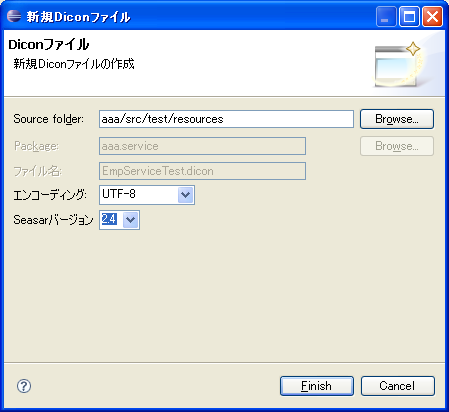 新規Diconファイル
Diconファイル
新規Diconファイルの作成
Source folder: aaa/src/test/resources Browse...
Package: aaa.service Browse...
ファイル名: EmpServiceTest.dicon
エンコーディング: UTF-8
Seasarバージョン 2.4
Finish Cancel